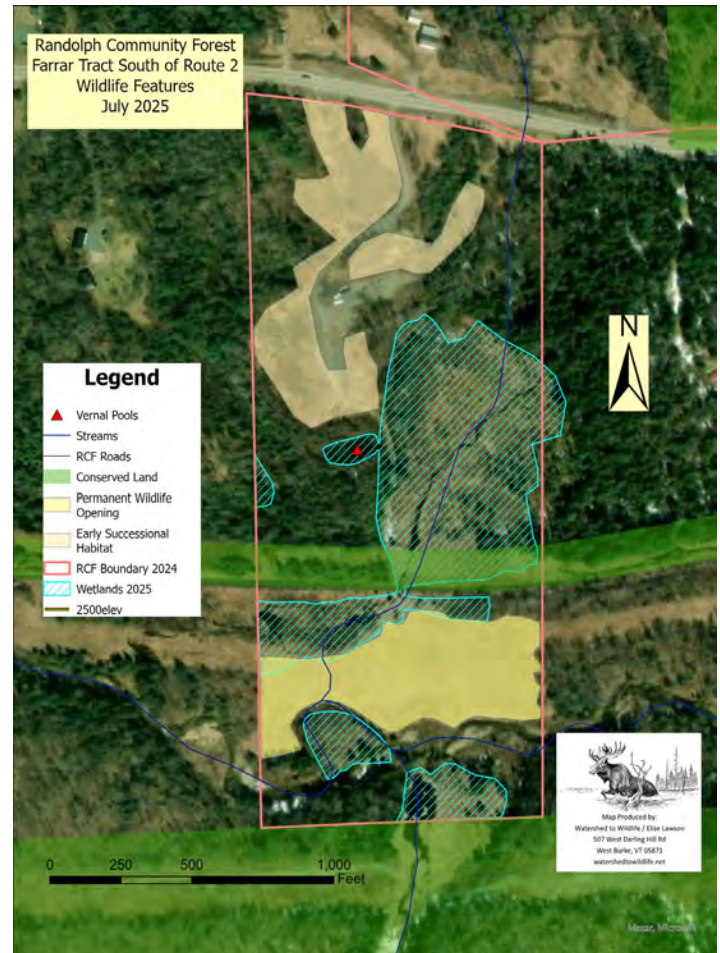 Randolph Community Forest
Farrar Tract South of Route 2
Wildlife Features
July 2025
N
Legend
Vernal Pools
Streams
RCF Roads
Conserved Land
Permanent Wildlife
Opening
Early Successional
Habitat
RCF Boundary 2024
Wetlands 2025
2500elev
Map Produced by:
Watershed to Wildlife / Elise Lawson
507 West Darling Hill Rd
West Burke, VT 05871
watershedtowildlife.net
0 250 500 1,000
Feet
Maxar, Microsoft